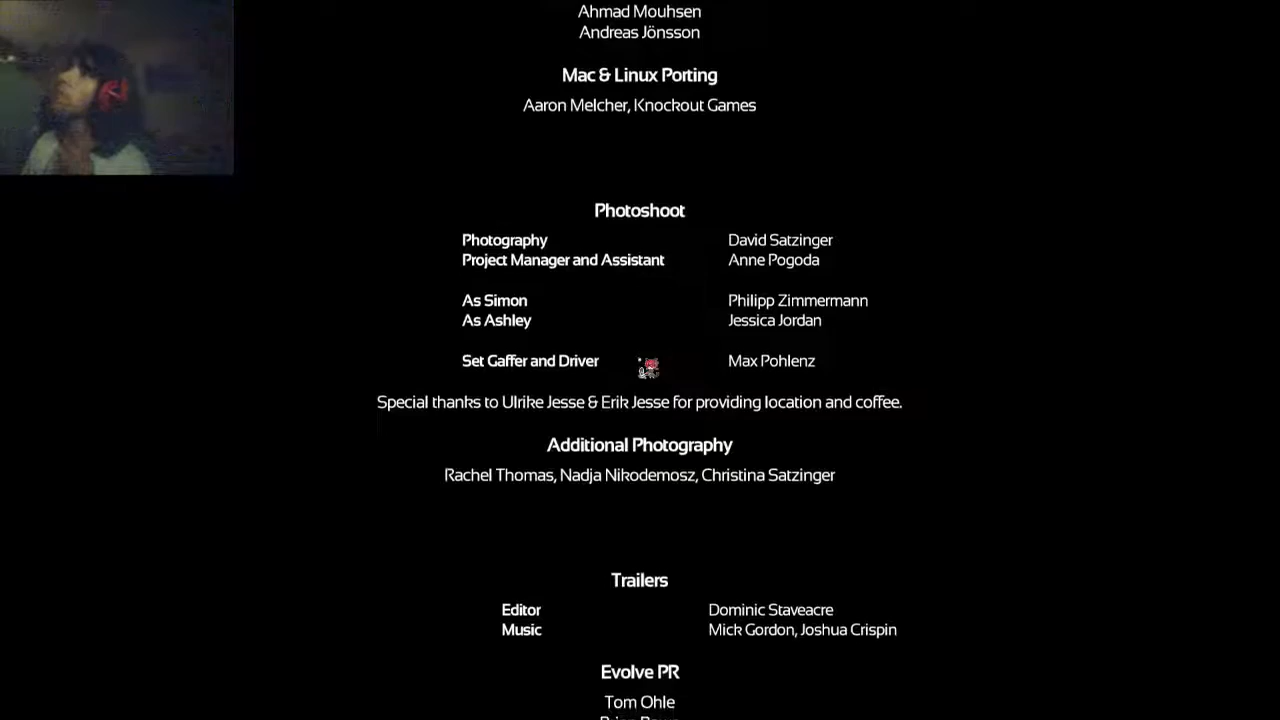 Ahmad Mouhsen
Andreas Jönsson
Mac & Linux Porting
Aaron Melcher, Knockout Games
Photoshoot
Photography David Satzinger
Project Manager and Assistant Anne Pogoda
As Simon Philipp Zimmermann
As Ashley Jessica Jordan
Set Gaffer and Driver Max Pohlenz
Special thanks to Ulrike Jesse & Erik Jesse for providing location and coffee.
Additional Photography
Rachel Thomas, Nadja Nikodemosz, Christina Satzinger
Trailers
Editor Dominic Staveacre
Music Mick Gordon, Joshua Crispin
Evolve PR
Tom Ohle